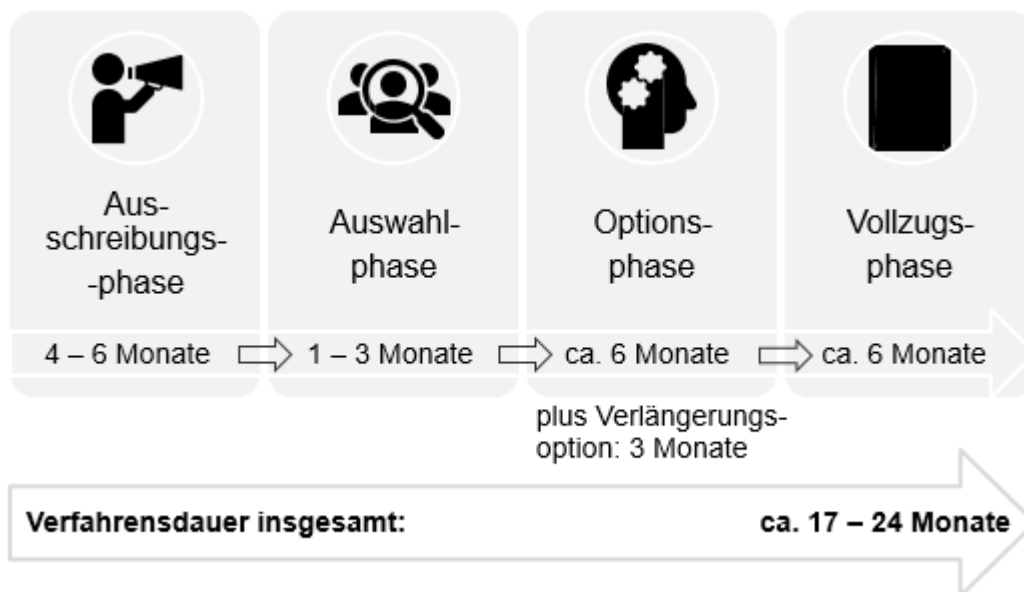 Aus-
schreibungs-
-phase
Auswahl-
phase
Options-
phase
Vollzugs-
phase
4 – 6 Monate
1 – 3 Monate
ca. 6 Monate
ca. 6 Monate
plus Verlängerungs-
option: 3 Monate
Verfahrensdauer insgesamt: ca. 17 – 24 Monate